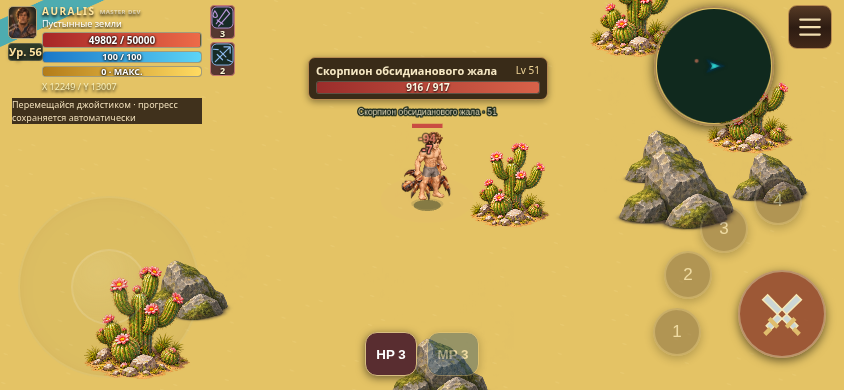 AURALIS MASTER DEV
Пустынные земли
Ур. 56
49802 / 50000
100 / 100
0 · МАКС.
X 12249 / Y 13007
Перемещайся джойстиком · прогресс
сохраняется автоматически
3
2
Скорпион обсидианового жала Lv 51
916 / 917
Скорпион обсидианового жала · 51
4
3
2
1
HP 3
MP 3